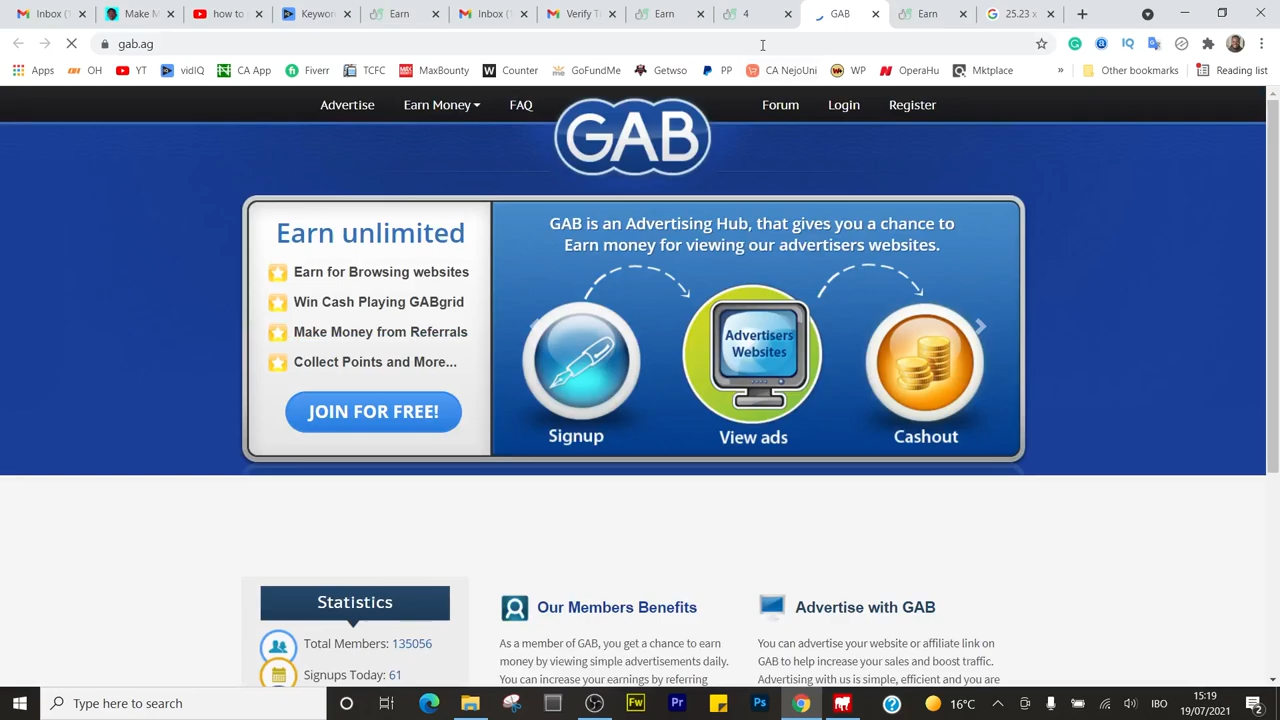 Inbox (1
Make M
how to
Keyword
Earn
Inbox (1
Verify T
Earn
4
GAB
Earn
25.23 x
gab.ag
Apps
OH
YT
vidIQ
CA App
Fiverr
TCFC
MaxBounty
Counter
GoFundMe
Getwso
PP
CA NejoUni
WP
OperaHu
Mktplace
»
Other bookmarks
Reading list
Advertise
Earn Money
FAQ
GAB
Forum
Login
Register
Earn unlimited
Earn for Browsing websites
Win Cash Playing GABgrid
Make Money from Referrals
Collect Points and More...
JOIN FOR FREE!
GAB is an Advertising Hub, that gives you a chance to
Earn money for viewing our advertisers websites.
Advertisers
Websites
Signup
View ads
Cashout
Statistics
Total Members: 135056
Signups Today: 61
Our Members Benefits
As a member of GAB, you get a chance to earn
money by viewing simple advertisements daily.
You can increase your earnings by referring
Advertise with GAB
You can advertise your website or affiliate link on
GAB to help increase your sales and boost traffic.
Advertising with us is simple, efficient and you are
Type here to search
Fw
Pr
Ps
16°C
IBO
15:19
19/07/2021
2